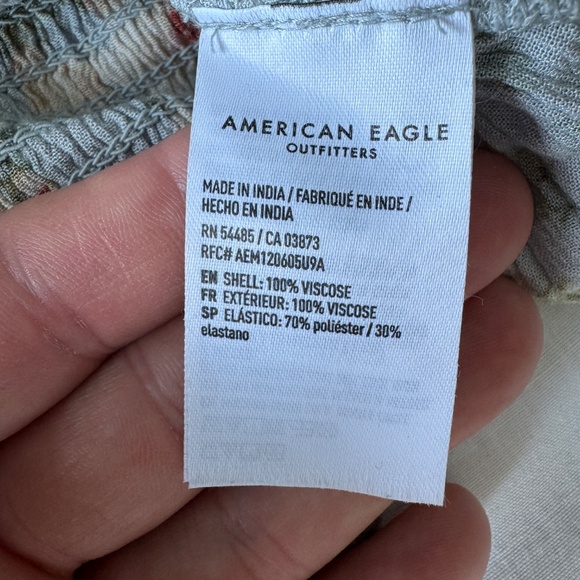 AMERICAN EAGLE
OUTFITTERS
MADE IN INDIA / FABRIQUÉ EN INDE /
HECHO EN INDIA
RN 54485 / CA 03873
RFC# AEM120605U9A
EN SHELL: 100% VISCOSE
FR EXTÉRIEUR: 100% VISCOSE
SP ELÁSTICO: 70% poliéster / 30%
elastano